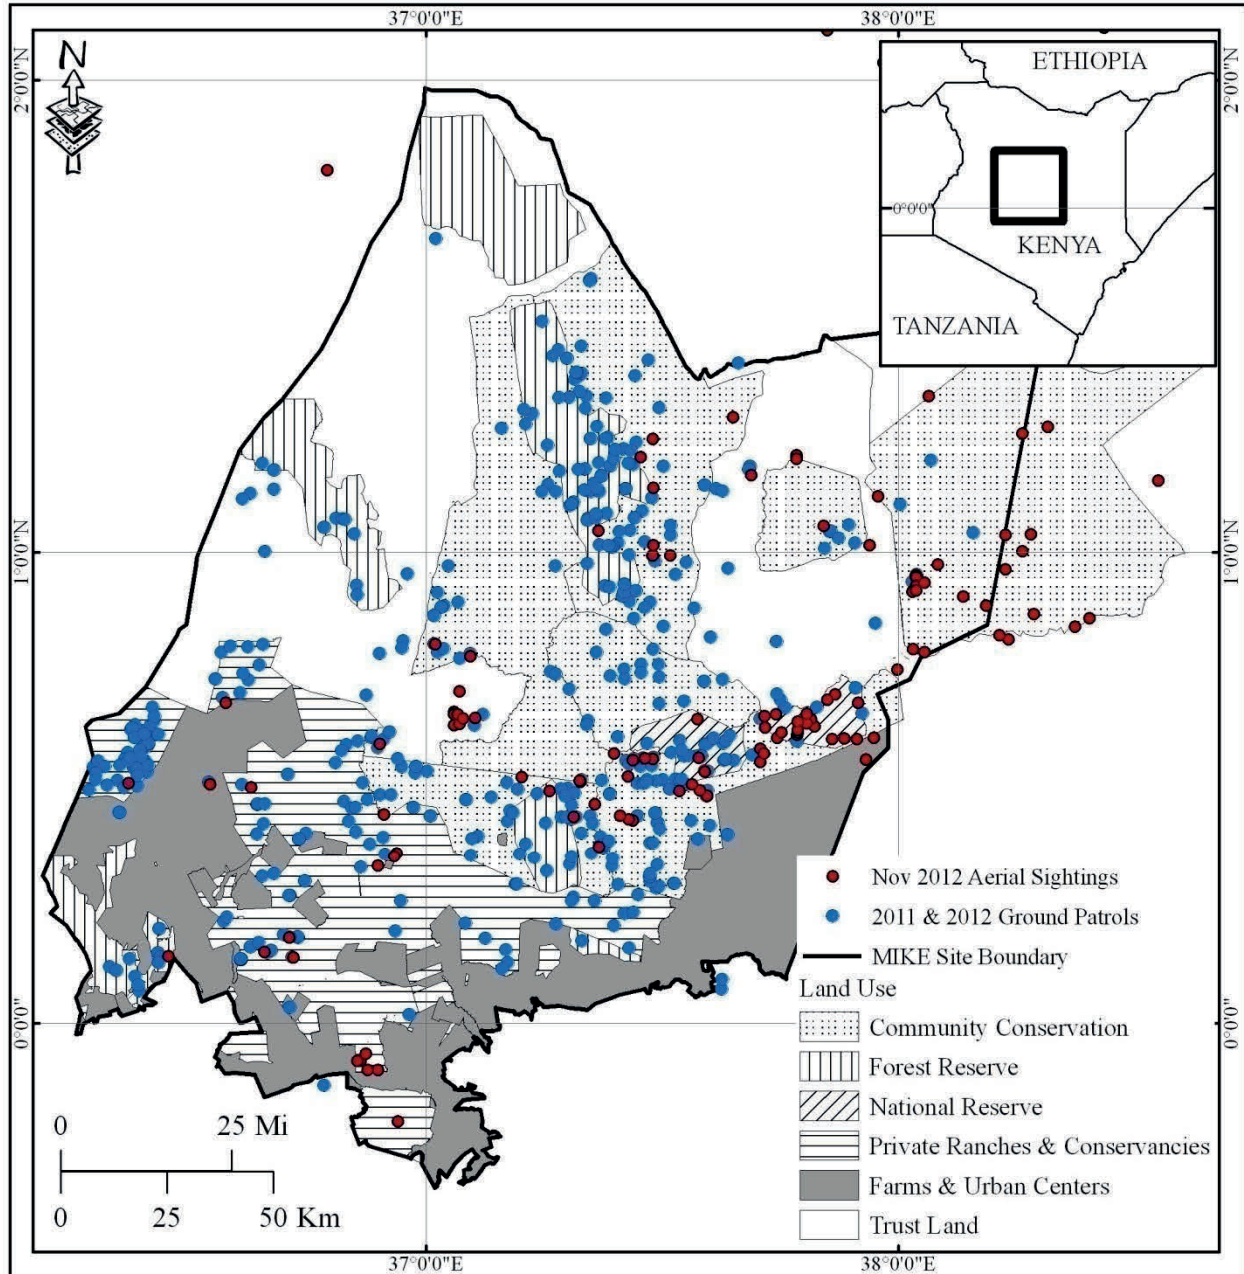 37°0'0"E
38°0'0"E
N
2°0'0"N
2°0'0"N
ETHIOPIA
0°0'0"
KENYA
TANZANIA
1°0'0"N
1°0'0"N
Nov 2012 Aerial Sightings
2011 & 2012 Ground Patrols
MIKE Site Boundary
Land Use
Community Conservation
Forest Reserve
National Reserve
Private Ranches & Conservancies
Farms & Urban Centers
Trust Land
0°0'0"
0°0'0"
0 25 Mi
0 25 50 Km
37°0'0"E
38°0'0"E